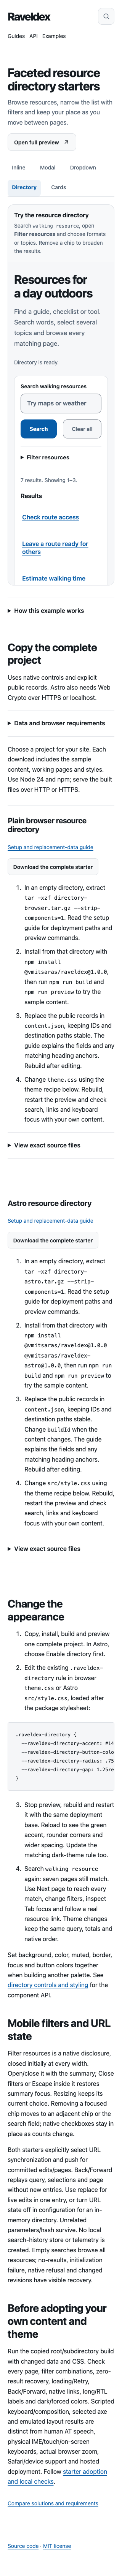 Raveldex
Guides API Examples
Faceted resource
directory starters
Browse resources, narrow the list with
filters and keep your place as you
move between pages.
Open full preview ↗
Inline Modal Dropdown
Directory Cards
Try the resource directory
Search walking resource, open
Filter resources and choose formats
or topics. Remove a chip to broaden
the results.
Resources for
a day outdoors
Find a guide, checklist or tool.
Search words, select several
topics and browse every
matching page.
Directory is ready.
Search walking resources
Try maps or weather
Search Clear all
▶ Filter resources
7 results. Showing 1–3.
Results
Check route access
Leave a route ready for
others
Estimate walking time
▶ How this example works
Copy the complete
project
Uses native controls and explicit
public records. Astro also needs Web
Crypto over HTTPS or localhost.
▶ Data and browser requirements
Choose a project for your site. Each
download includes the sample
content, working pages and styles.
Use Node 24 and npm; serve the built
files over HTTP or HTTPS.
Plain browser resource
directory
Setup and replacement-data guide
Download the complete starter
1. In an empty directory, extract
tar -xzf directory-
browser.tar.gz --strip-
components=1. Read the setup
guide for deployment paths and
preview commands.
2. Install from that directory with
npm install
@vmitsaras/raveldex@1.0.0,
then run npm run build and
npm run preview to try the
sample content.
3. Replace the public records in
content.json, keeping IDs and
destination paths stable. The
guide explains the fields and any
matching heading anchors.
Rebuild after editing.
4. Change theme.css using the
theme recipe below. Rebuild,
restart the preview and check
search, links and keyboard
focus with your own content.
▶ View exact source files
Astro resource directory
Setup and replacement-data guide
Download the complete starter
1. In an empty directory, extract
tar -xzf directory-
astro.tar.gz --strip-
components=1. Read the setup
guide for deployment paths and
preview commands.
2. Install from that directory with
npm install
@vmitsaras/raveldex@1.0.0
@vmitsaras/raveldex-
astro@1.0.0, then run npm run
build and npm run preview to
try the sample content.
3. Replace the public records in
content.json, keeping IDs and
destination paths stable.
Change buildId when the
content changes. The guide
explains the fields and any
matching heading anchors.
Rebuild after editing.
4. Change src/style.css using
the theme recipe below. Rebuild,
restart the preview and check
search, links and keyboard
focus with your own content.
▶ View exact source files
Change the
appearance
1. Copy, install, build and preview
one complete project. In Astro,
choose Enable directory first.
2. Edit the existing .raveldex-
directory rule in browser
theme.css or Astro
src/style.css, loaded after
the package stylesheet:
.raveldex-directory {
--raveldex-directory-accent: #14
--raveldex-directory-button-colo
--raveldex-directory-radius: .75
--raveldex-directory-gap: 1.25re
}
3. Stop preview, rebuild and restart
it with the same deployment
base. Reload to see the green
accent, rounder corners and
wider spacing. Update the
matching dark-theme rule too.
4. Search walking resource
again: seven pages still match.
Use Next page to reach every
match, change filters, inspect
Tab focus and follow a real
result link. Theme changes
keep the same query, totals and
native order.
Set background, color, muted, border,
focus and button colors together
when building another palette. See
directory controls and styling for the
component API.
Mobile filters and URL
state
Filter resources is a native disclosure,
closed initially at every width.
Open/close it with the summary; Close
filters or Escape inside it restores
summary focus. Resizing keeps its
current choice. Removing a focused
chip moves to an adjacent chip or the
filter field; native checkboxes stay in
place as counts change.
Both starters explicitly select URL
synchronization and push for
committed edits/pages. Back/Forward
replays query, selections and page
without new entries. Use replace for
live edits in one entry, or turn URL
state off in configuration for an in-
memory directory. Unrelated
parameters/hash survive. No local
search-history store or telemetry is
created. Empty searches browse all
resources; no-results, initialization
failure, native refusal and changed
revisions have visible recovery.
Before adopting your
own content and
theme
Run the copied root/subdirectory build
with changed data and CSS. Check
every page, filter combinations, zero-
result recovery, loading/Retry,
Back/Forward, native links, long/RTL
labels and dark/forced colors. Scripted
keyboard/composition, selected axe
and emulated layout results are
distinct from human AT speech,
physical IME/touch/on-screen
keyboards, actual browser zoom,
Safari/device support and hosted
deployment. Follow starter adoption
and local checks.
Compare solutions and requirements
Source code · MIT license